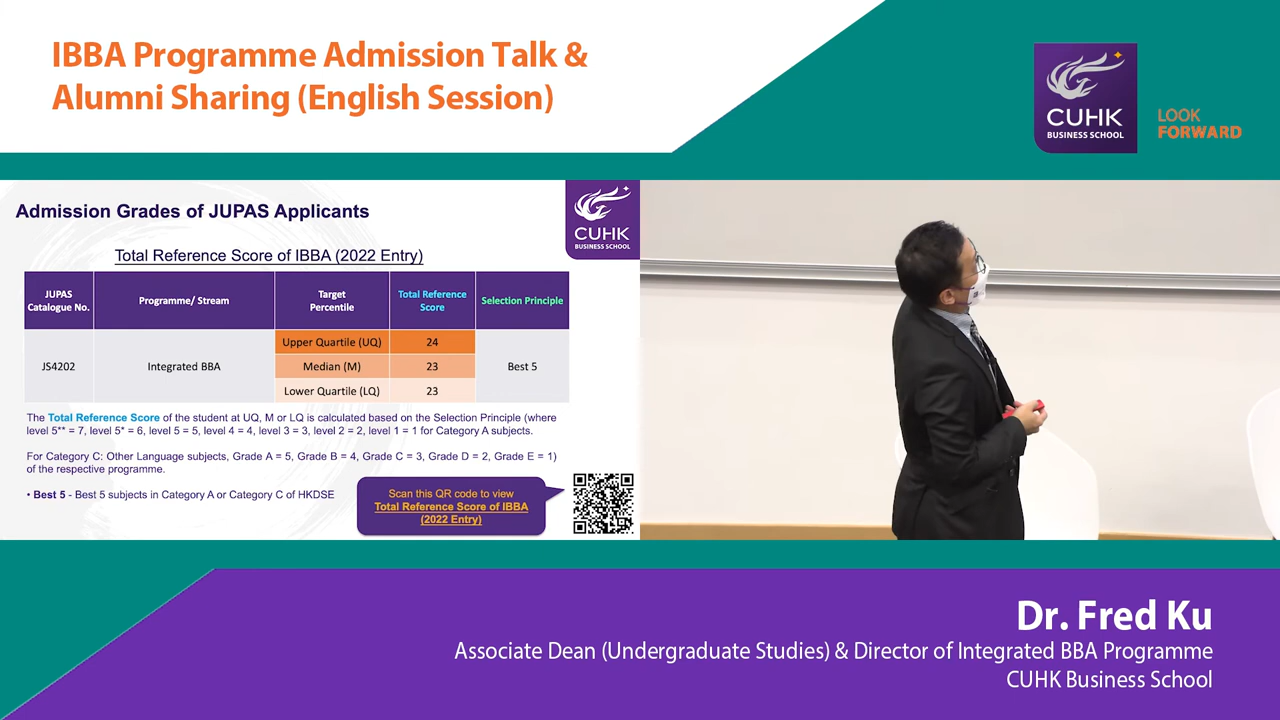 IBBA Programme Admission Talk &
Alumni Sharing (English Session)
CUHK
BUSINESS SCHOOL
LOOK
FORWARD
Admission Grades of JUPAS Applicants
CUHK
BUSINESS SCHOOL
Total Reference Score of IBBA (2022 Entry)
JUPAS
Catalogue No.
Programme/ Stream
Target
Percentile
Total Reference
Score
Selection Principle
JS4202
Integrated BBA
Upper Quartile (UQ)
24
Median (M)
23
Lower Quartile (LQ)
23
Best 5
The Total Reference Score of the student at UQ, M or LQ is calculated based on the Selection Principle (where
level 5** = 7, level 5* = 6, level 5 = 5, level 4 = 4, level 3 = 3, level 2 = 2, level 1 = 1 for Category A subjects.
For Category C: Other Language subjects, Grade A = 5, Grade B = 4, Grade C = 3, Grade D = 2, Grade E = 1)
of the respective programme.
• Best 5 - Best 5 subjects in Category A or Category C of HKDSE
Scan this QR code to view
Total Reference Score of IBBA
(2022 Entry)
Dr. Fred Ku
Associate Dean (Undergraduate Studies) & Director of Integrated BBA Programme
CUHK Business School